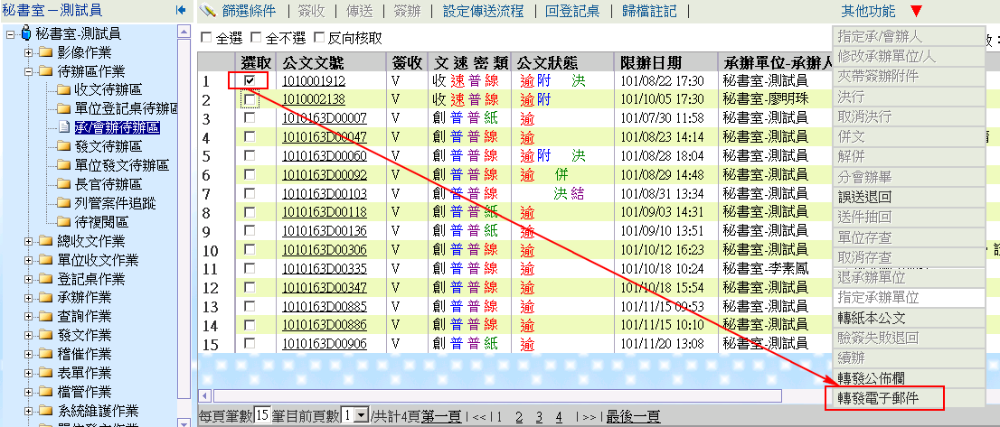 秘書室－測試員
秘書室-測試員
影像作業
待辦區作業
收文待辦區
單位登記桌待辦區
承/會辦待辦區
發文待辦區
單位發文待辦區
長官待辦區
列管案件追蹤
待複閱區
總收文作業
單位收文作業
登記桌作業
承辦作業
查詢作業
發文作業
稽催作業
表單作業
檔管作業
系統維護作業
篩選條件 | 簽收 | 傳送 | 簽辦 | 設定傳送流程 | 回登記桌 | 歸檔註記 | 其他功能
全選 全不選 反向核取 數：
選取 公文文號 簽收 文 速 密 類 公文狀態 限辦日期 承辦單位-承辦人
1 1010001912 V 收 速 普 線 逾 附 決 101/08/22 17:30 秘書室-測試員
2 1010002138 V 收 速 普 線 逾 附 101/10/05 17:30 秘書室-廖明珠
3 1010163D00007 V 創 普 普 紙 逾 101/07/30 11:58 秘書室-測試員
4 1010163D00047 V 創 普 普 線 逾 101/08/23 14:14 秘書室-測試員
5 1010163D00060 V 創 普 普 線 逾 附 決 101/08/28 18:04 秘書室-測試員
6 1010163D00092 V 創 普 普 線 逾 併 101/08/29 14:48 秘書室-測試員
7 1010163D00103 V 創 普 普 線 決 結 101/08/31 13:34 秘書室-測試員
8 1010163D00118 V 創 普 普 紙 逾 101/09/03 14:31 秘書室-測試員
9 1010163D00136 V 創 普 普 紙 逾 101/09/10 13:51 秘書室-測試員
10 1010163D00306 V 創 普 普 線 逾 101/10/12 16:23 秘書室-測試員
11 1010163D00335 V 創 普 普 線 逾 101/10/18 10:24 秘書室-李素鳳
12 1010163D00347 V 創 普 普 線 逾 101/10/18 15:54 秘書室-測試員
13 1010163D00885 V 創 普 普 線 逾 101/11/15 09:53 秘書室-測試員
14 1010163D00886 V 創 普 普 線 逾 101/11/15 10:10 秘書室-測試員
15 1010163D00906 V 創 普 普 紙 逾 101/11/20 13:08 秘書室-測試員
指定承/會辦人
修改承辦單位/人
夾帶簽辦附件
決行
取消決行
併文
解併
分會辦畢
誤送退回
送件抽回
單位存查
取消存查
退承辦單位
指定承辦單位
轉紙本公文
驗簽失敗退回
續辦
轉發公佈欄
轉發電子郵件
每頁筆數 15 筆目前頁數 1 /共計4頁 第一頁 | << | 1 2 3 4 | >> | 最後一頁